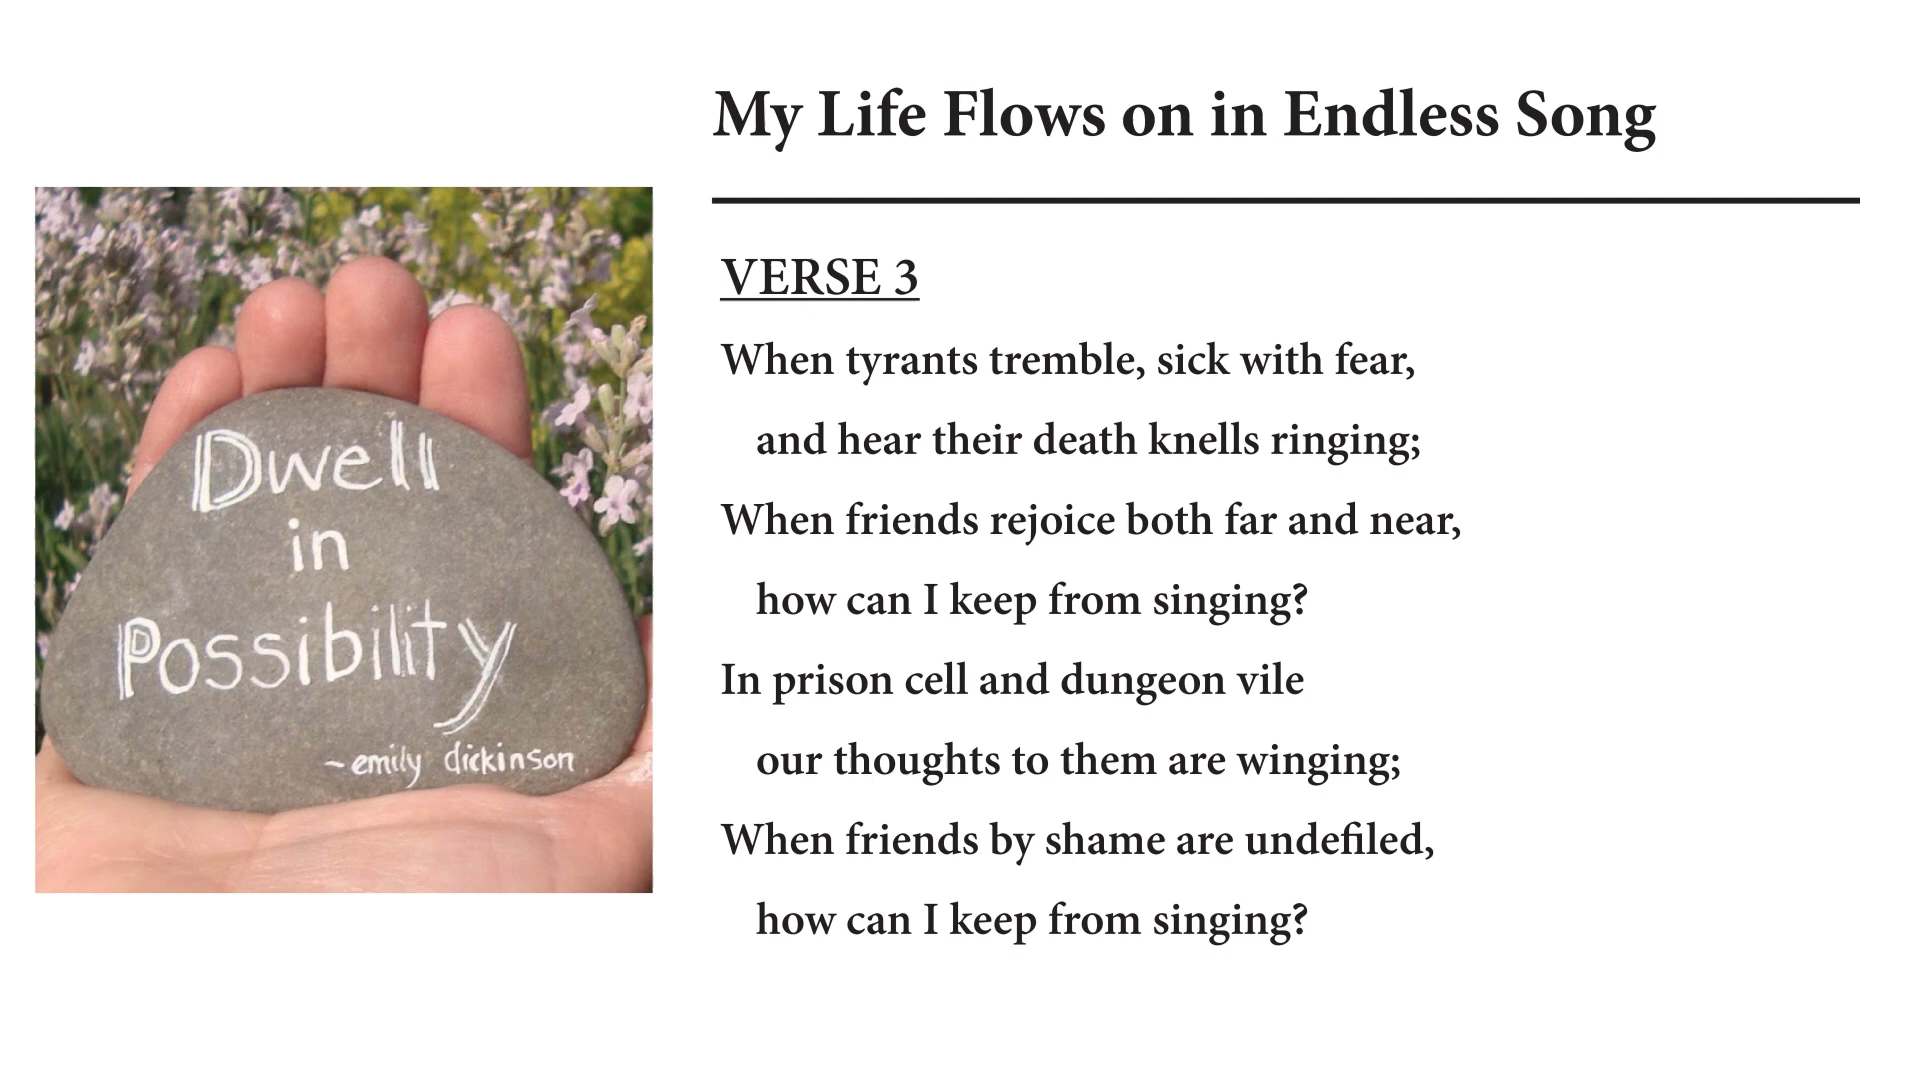 My Life Flows on in Endless Song
Dwell
in
Possibility
~emily dickinson
VERSE 3
When tyrants tremble, sick with fear,
and hear their death knells ringing;
When friends rejoice both far and near,
how can I keep from singing?
In prison cell and dungeon vile
our thoughts to them are winging;
When friends by shame are undefiled,
how can I keep from singing?